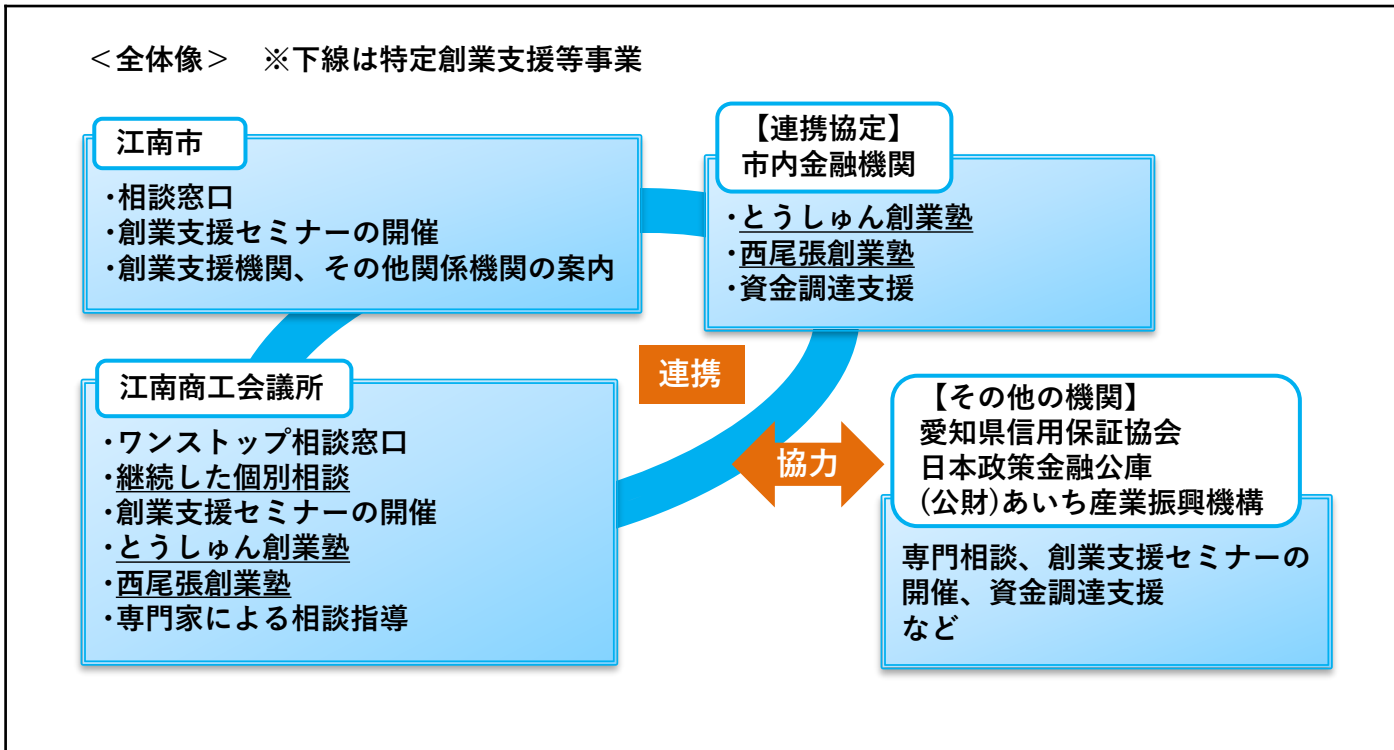 ＜全体像＞　※下線は特定創業支援等事業
江南市
・相談窓口
・創業支援セミナーの開催
・創業支援機関、その他関係機関の案内
【連携協定】
市内金融機関
・とうしゅん創業塾
・西尾張創業塾
・資金調達支援
連携
江南商工会議所
・ワンストップ相談窓口
・継続した個別相談
・創業支援セミナーの開催
・とうしゅん創業塾
・西尾張創業塾
・専門家による相談指導
協力
【その他の機関】
愛知県信用保証協会
日本政策金融公庫
(公財)あいち産業振興機構
専門相談、創業支援セミナーの
開催、資金調達支援
など